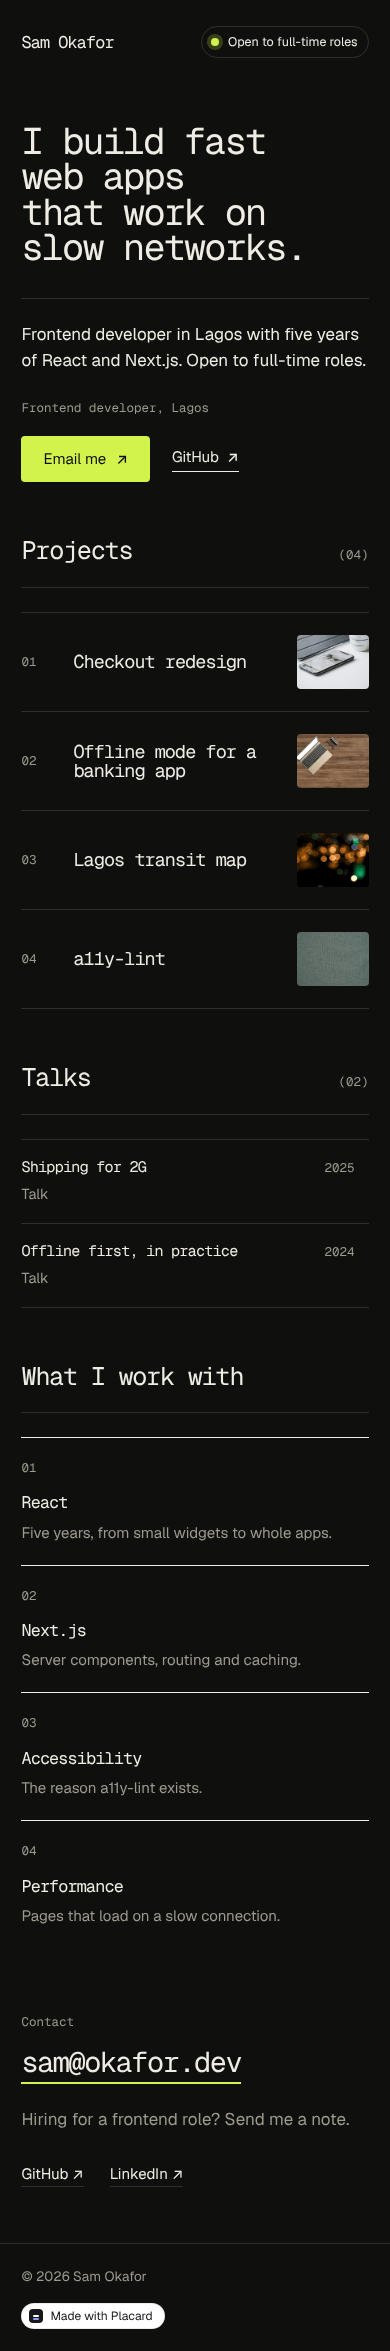 Sam Okafor
Open to full-time roles
I build fast
web apps
that work on
slow networks.
Frontend developer in Lagos with five years
of React and Next.js. Open to full-time roles.
Frontend developer, Lagos
Email me ↗
GitHub ↗
Projects
(04)
01
Checkout redesign
02
Offline mode for a
banking app
03
Lagos transit map
04
a11y-lint
Talks
(02)
Shipping for 2G
2025
Talk
Offline first, in practice
2024
Talk
What I work with
01
React
Five years, from small widgets to whole apps.
02
Next.js
Server components, routing and caching.
03
Accessibility
The reason a11y-lint exists.
04
Performance
Pages that load on a slow connection.
Contact
sam@okafor.dev
Hiring for a frontend role? Send me a note.
GitHub ↗
LinkedIn ↗
© 2026 Sam Okafor
Made with Placard